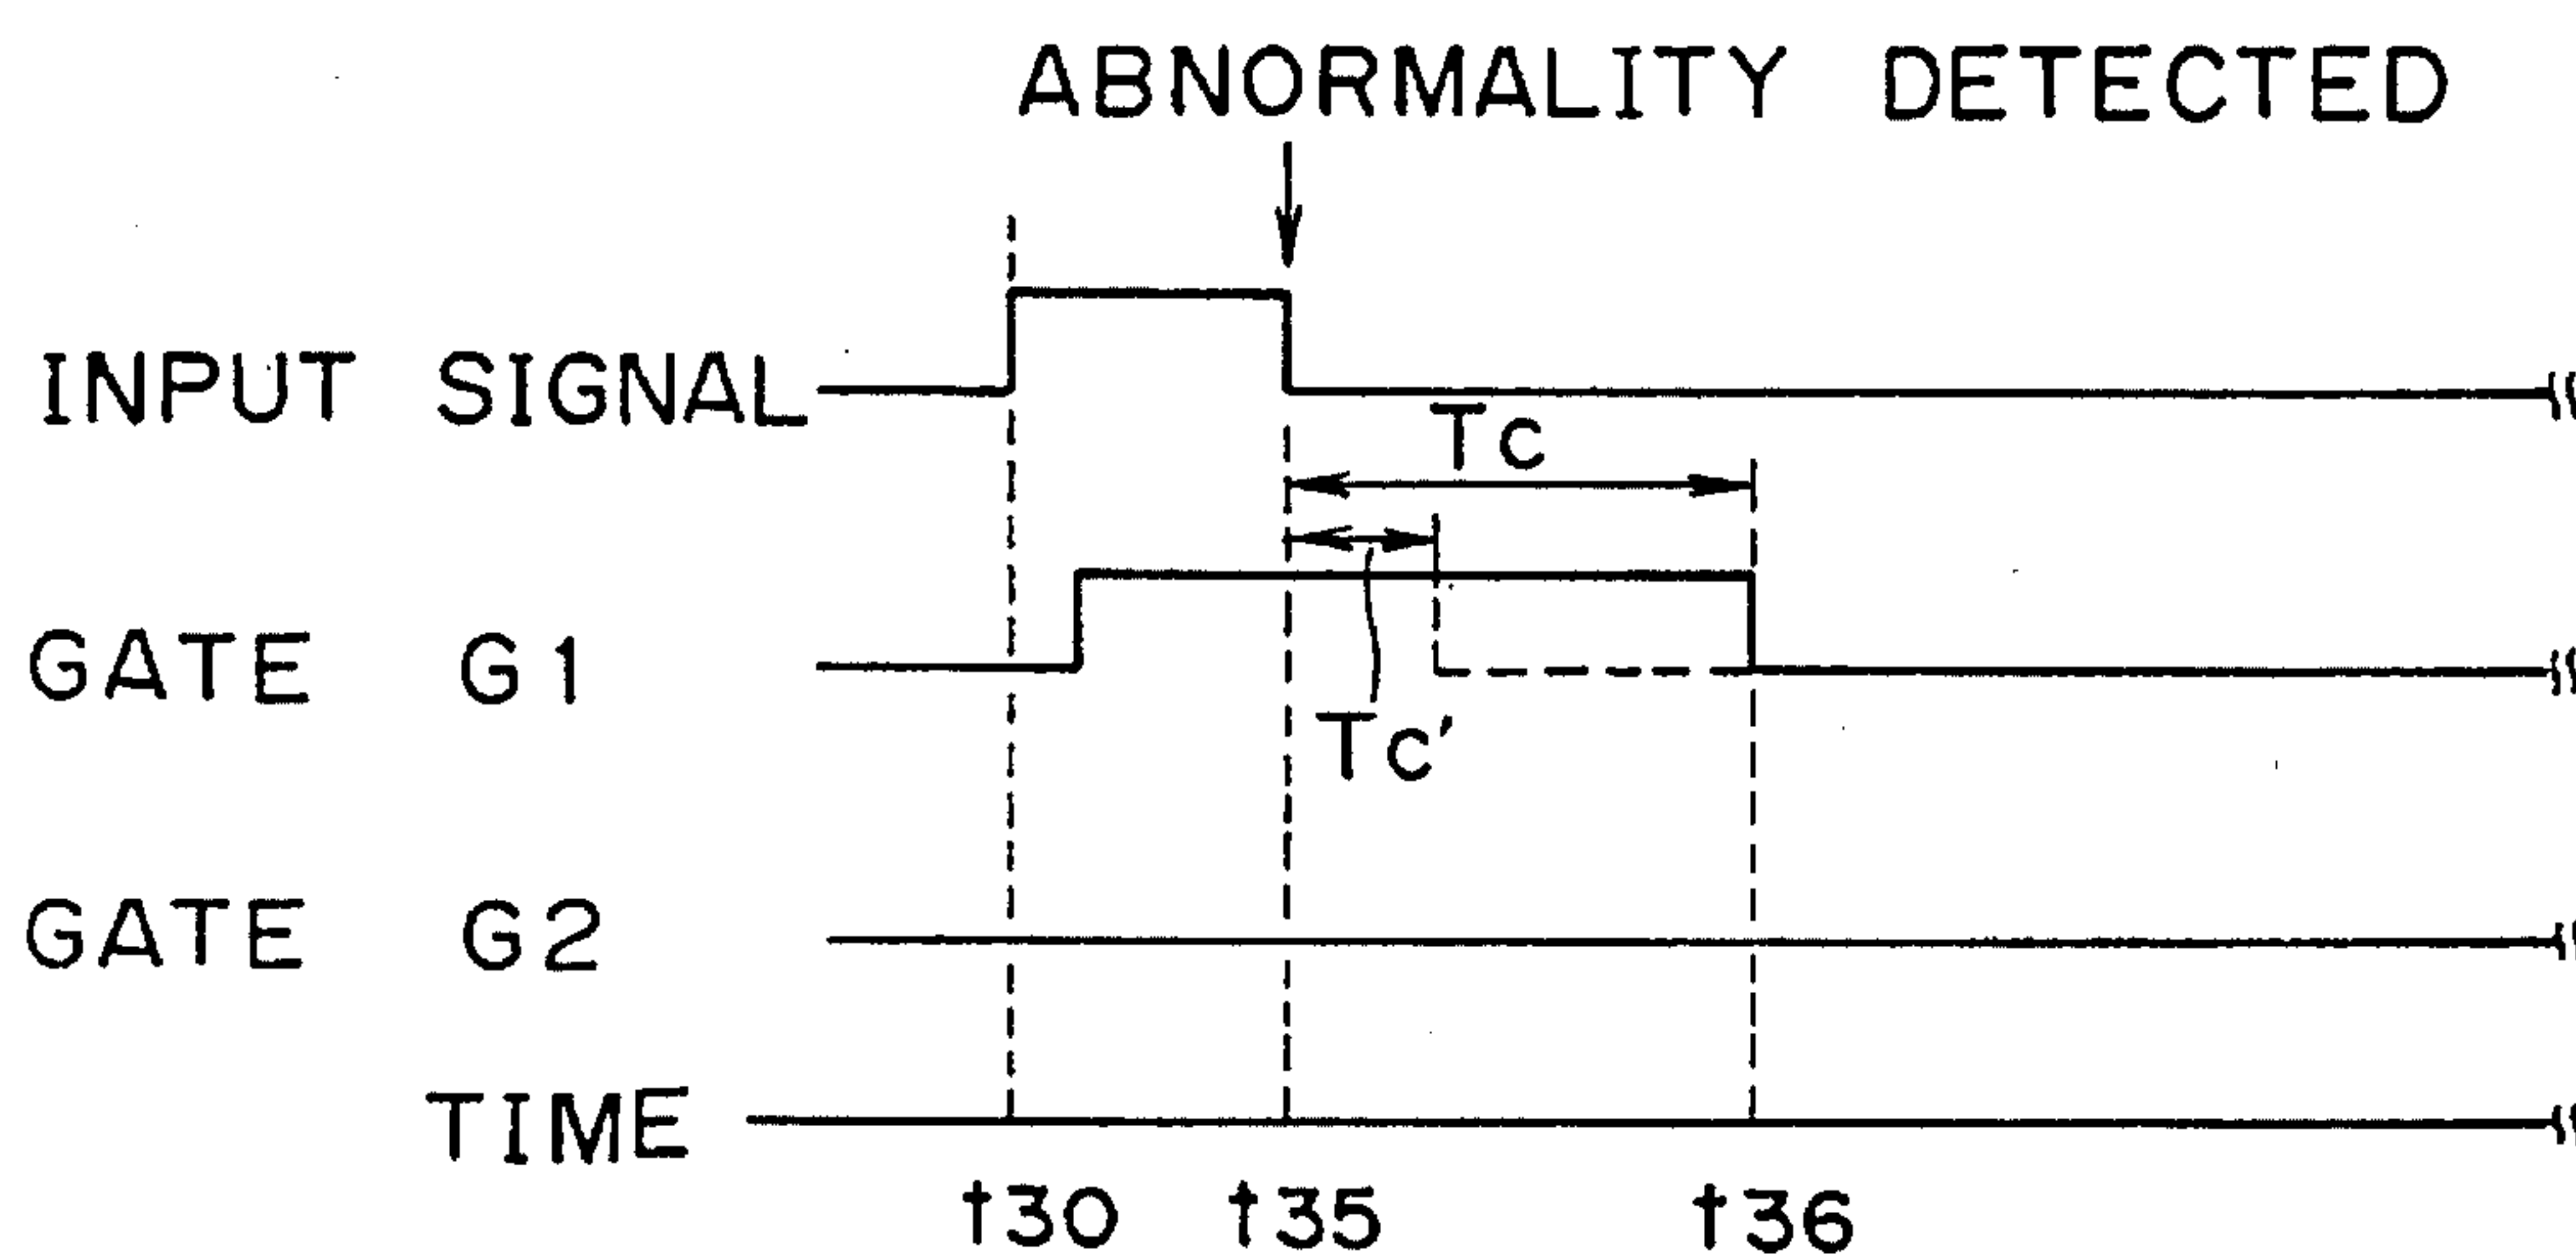 ABNORMALITY DETECTED
INPUT SIGNAL
Tc
GATE G1
Tc'
GATE G2
TIME
t30 t35 t36